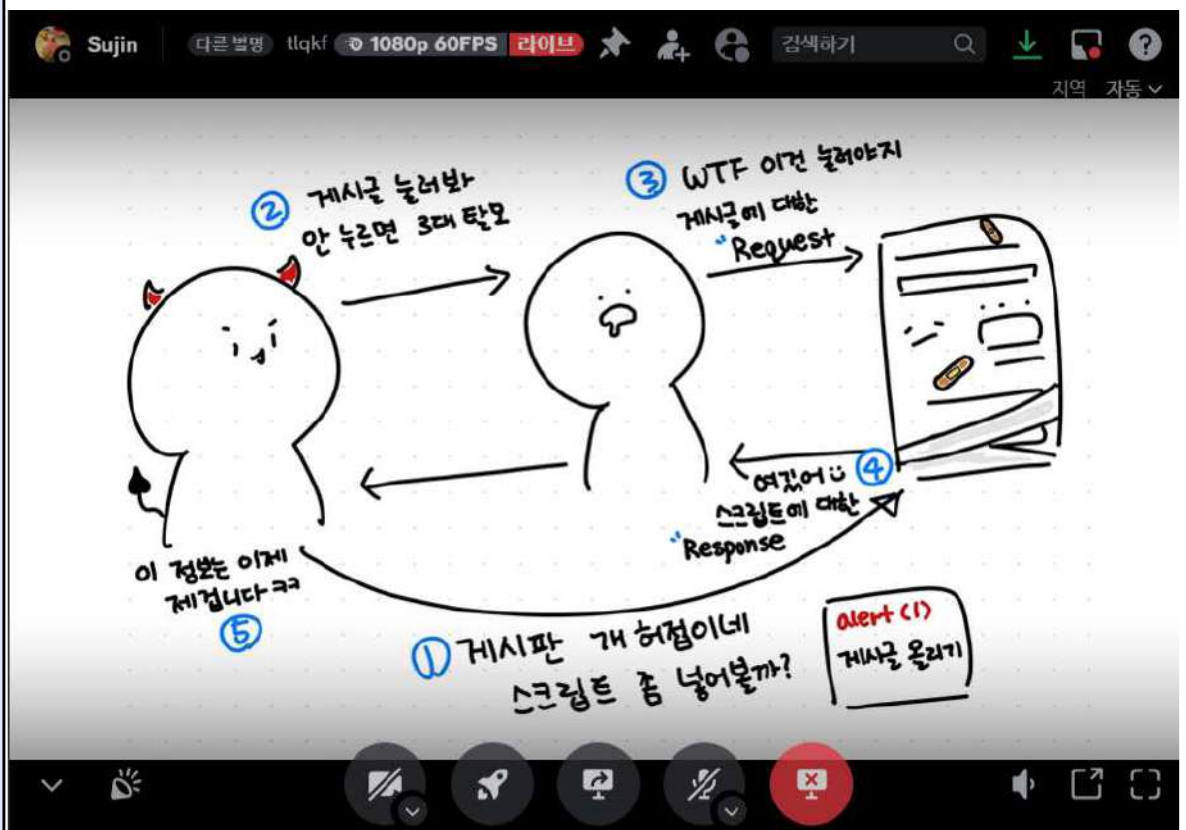 Sujin 다른 별명 tlqkf 1080p 60FPS 라이브 검색하기
지역 자동
② 게시글 눌러봐
안 누르면 3대 탈모
③ WTF 이건 눌러야지
게시글에 대한
"Request
여깄어 ④
스크립트에 대한
"Response
이 정보는 이제
제겁니다 ㅋㅋ
⑤
① 게시판 개 허접이네
스크립트 좀 넣어볼까?
alert (1)
게시글 올리기